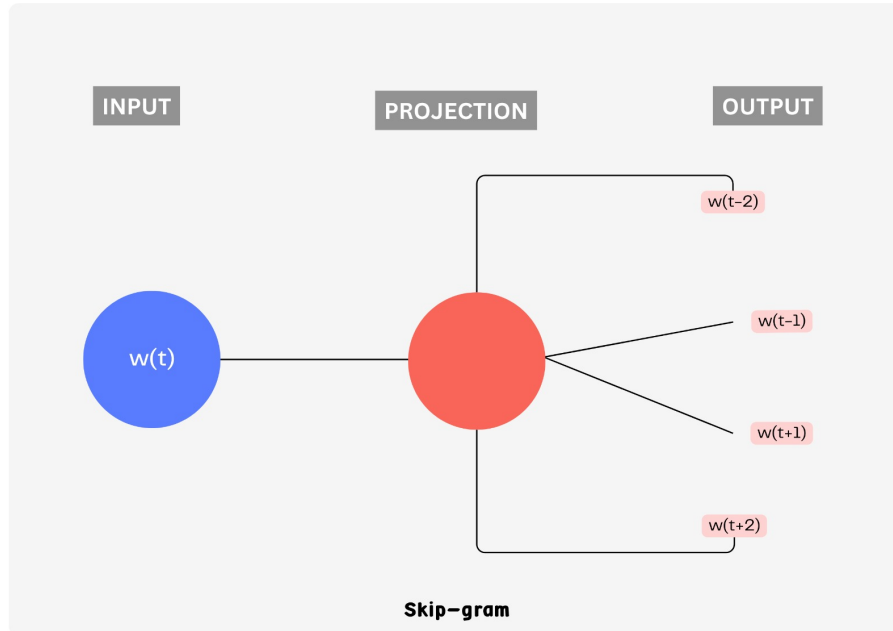 INPUT
PROJECTION
OUTPUT
w(t-2)
w(t-1)
w(t)
w(t+1)
w(t+2)
Skip-gram